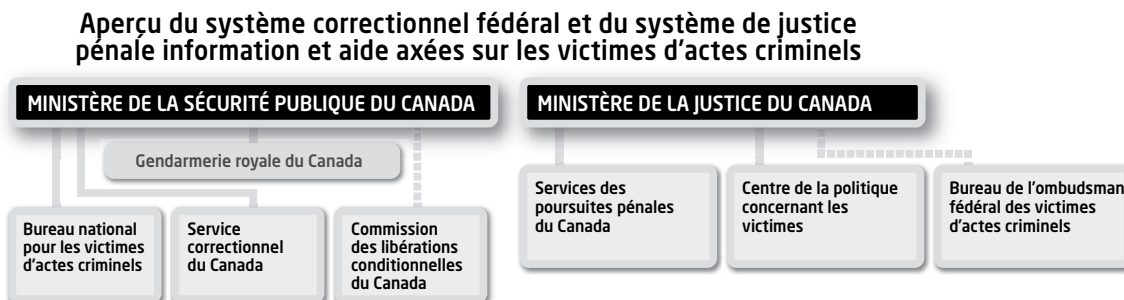 Aperçu du système correctionnel fédéral et du système de justice
pénale information et aide axées sur les victimes d'actes criminels
MINISTÈRE DE LA SÉCURITÉ PUBLIQUE DU CANADA
Gendarmerie royale du Canada
Bureau national
pour les victimes
d'actes criminels
Service
correctionnel
du Canada
Commission
des libérations
conditionnelles
du Canada
MINISTÈRE DE LA JUSTICE DU CANADA
Services des
poursuites pénales
du Canada
Centre de la politique
concernant les
victimes
Bureau de l'ombudsman
fédéral des victimes
d'actes criminels